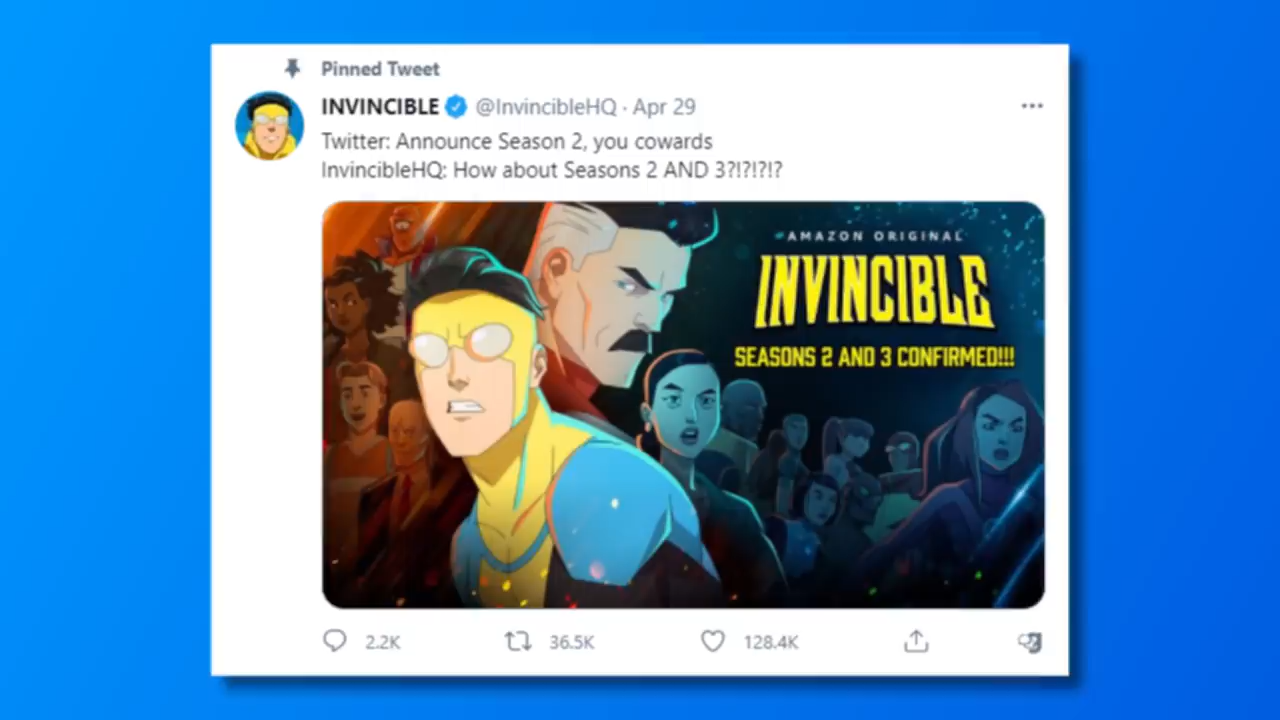 Pinned Tweet
INVINCIBLE @InvincibleHQ · Apr 29
Twitter: Announce Season 2, you cowards
InvincibleHQ: How about Seasons 2 AND 3?!?!?!?
AMAZON ORIGINAL
INVINCIBLE
SEASONS 2 AND 3 CONFIRMED!!!
2.2K 36.5K 128.4K